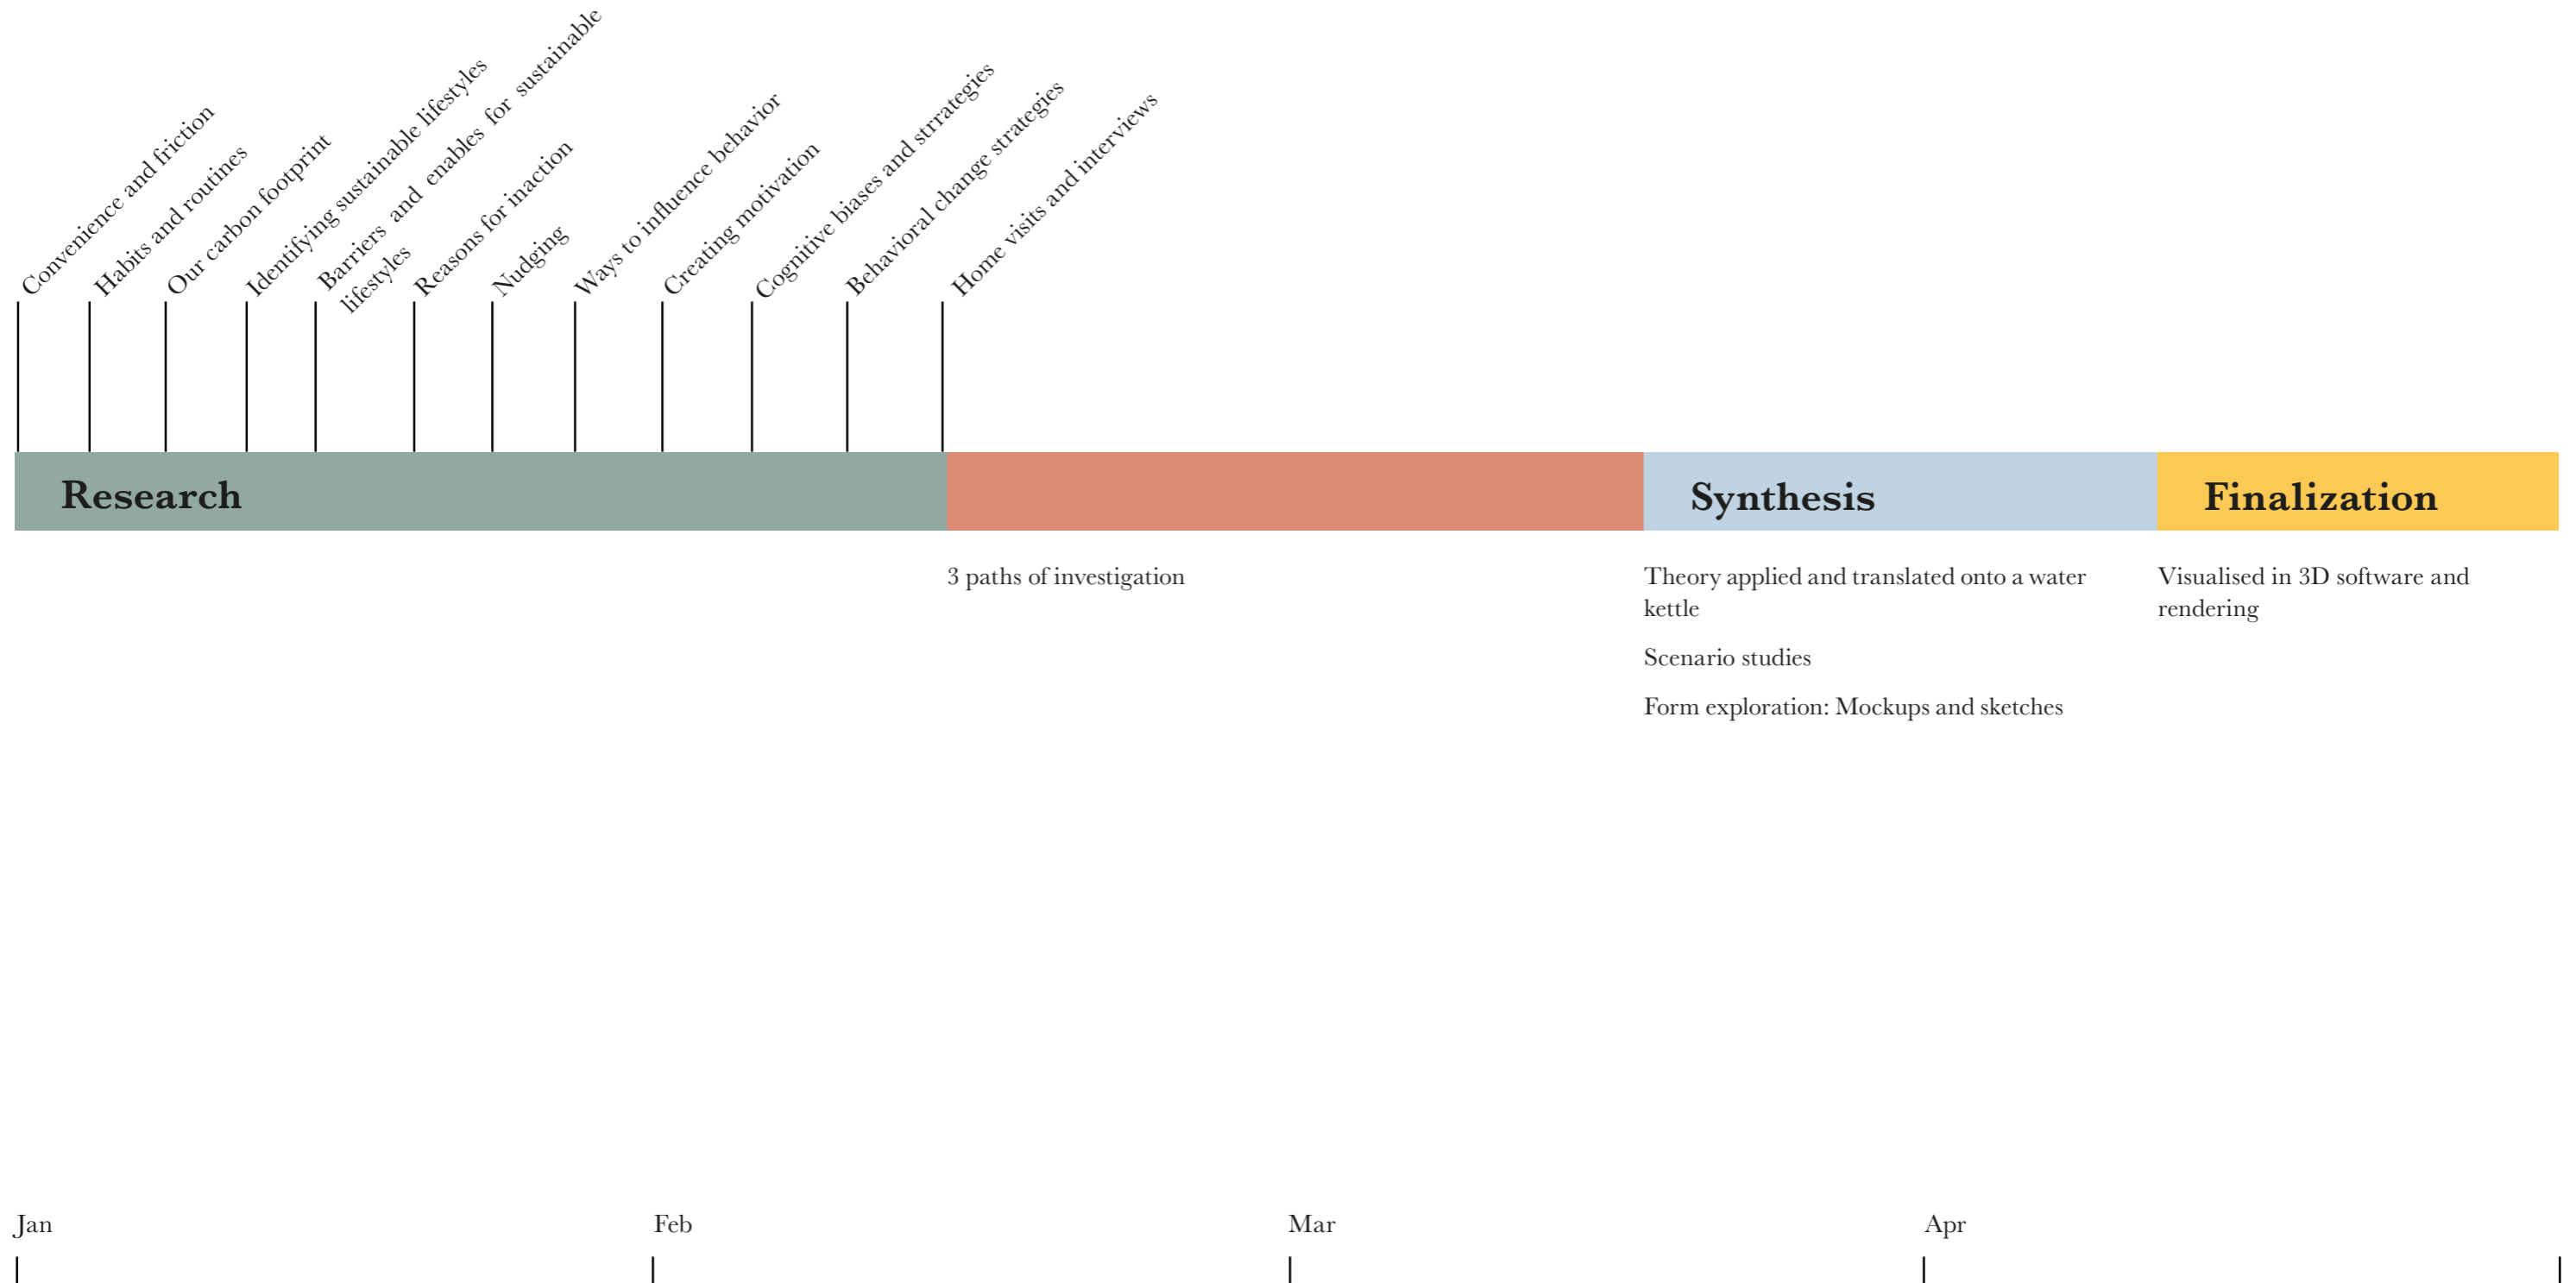 Convenience and friction
Habits and routines
Our carbon footprint
Identifying sustainable lifestyles
Barriers and enables for sustainable
lifestyles
Reasons for inaction
Nudging
Ways to influence behavior
Creating motivation
Cognitive biases and strrategies
Behavioral change strategies
Home visits and interviews
Research
Synthesis
Finalization
3 paths of investigation
Theory applied and translated onto a water
kettle
Scenario studies
Form exploration: Mockups and sketches
Visualised in 3D software and
rendering
Jan
Feb
Mar
Apr